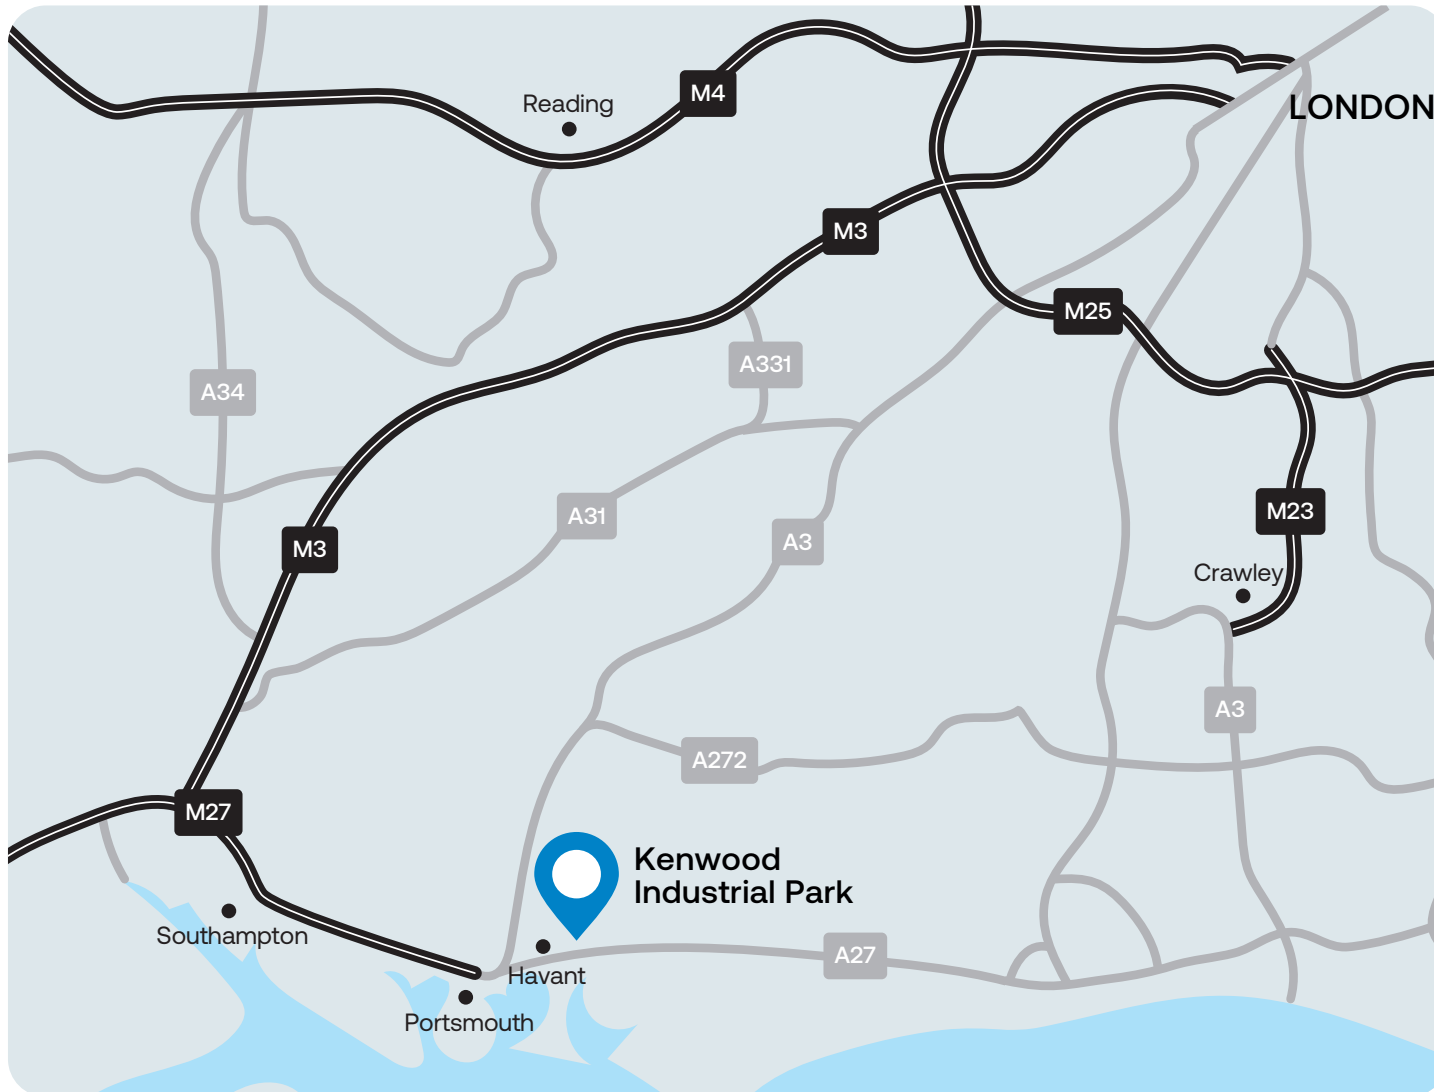 Reading
M4
LONDON
M3
M25
A331
A34
M23
A31
A3
M3
Crawley
A3
A272
M27
Kenwood
Industrial Park
Southampton
A27
Havant
Portsmouth